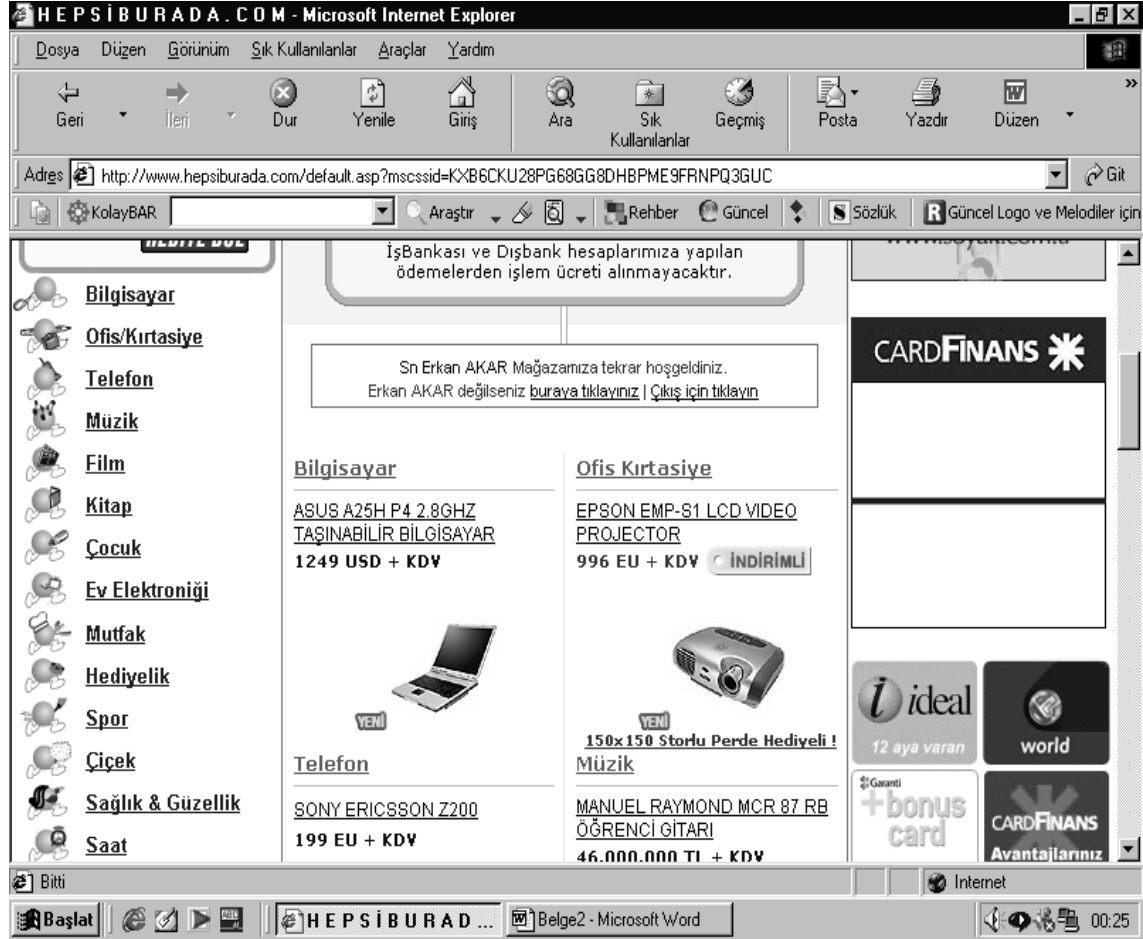 H E P S İ B U R A D A . C O M - Microsoft Internet Explorer
Dosya Düzen Görünüm Sık Kullanılanlar Araçlar Yardım
Geri İleri Dur Yenile Giriş Ara Sık Kullanılanlar Geçmiş Posta Yazdır Düzen
Adres http://www.hepsiburada.com/default.asp?mscssid=KXB6CKU28PG68GG8DHBPME9FRNPQ3GUC Git
KolayBAR Araştır Rehber Güncel Sözlük Güncel Logo ve Melodiler için
İşBankası ve Dışbank hesaplarımıza yapılan
ödemelerden işlem ücreti alınmayacaktır.
Sn Erkan AKAR Mağazamıza tekrar hoşgeldiniz.
Erkan AKAR değilseniz buraya tıklayınız | Çıkış için tıklayın
Bilgisayar
Ofis/Kırtasiye
Telefon
Müzik
Film
Kitap
Çocuk
Ev Elektroniği
Mutfak
Hediyelik
Spor
Çiçek
Sağlık & Güzellik
Saat
Bilgisayar
ASUS A25H P4 2.8GHZ
TAŞINABİLİR BİLGİSAYAR
1249 USD + KDV
YENİ
Ofis Kırtasiye
EPSON EMP-S1 LCD VIDEO
PROJECTOR
996 EU + KDV İNDİRİMLİ
YENİ
150x150 Storlu Perde Hediyeli !
Telefon
SONY ERICSSON Z200
199 EU + KDV
Müzik
MANUEL RAYMOND MCR 87 RB
ÖĞRENCİ GİTARI
46.000.000 TL + KDV
CARDFINANS
ideal
12 aya varan
world
Garanti
bonus
card
CARDFINANS
Avantajlarınız
Bitti Internet
Başlat H E P S İ B U R A D ... Belge2 - Microsoft Word 00:25